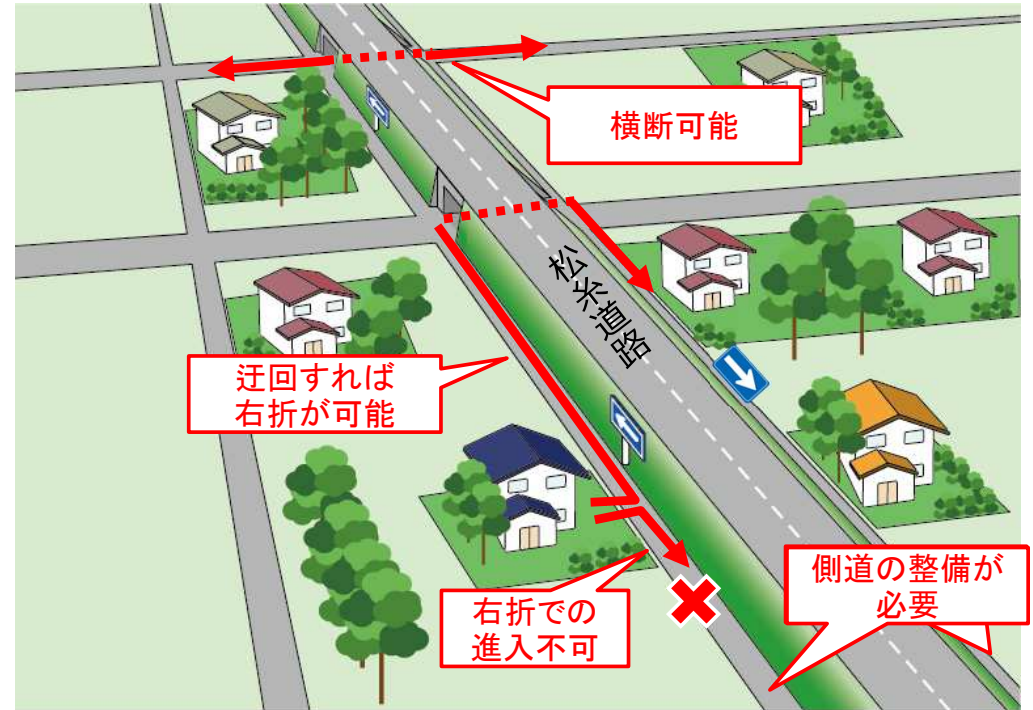 横断可能
松糸道路
迂回すれば
右折が可能
右折での
進入不可
側道の整備が
必要